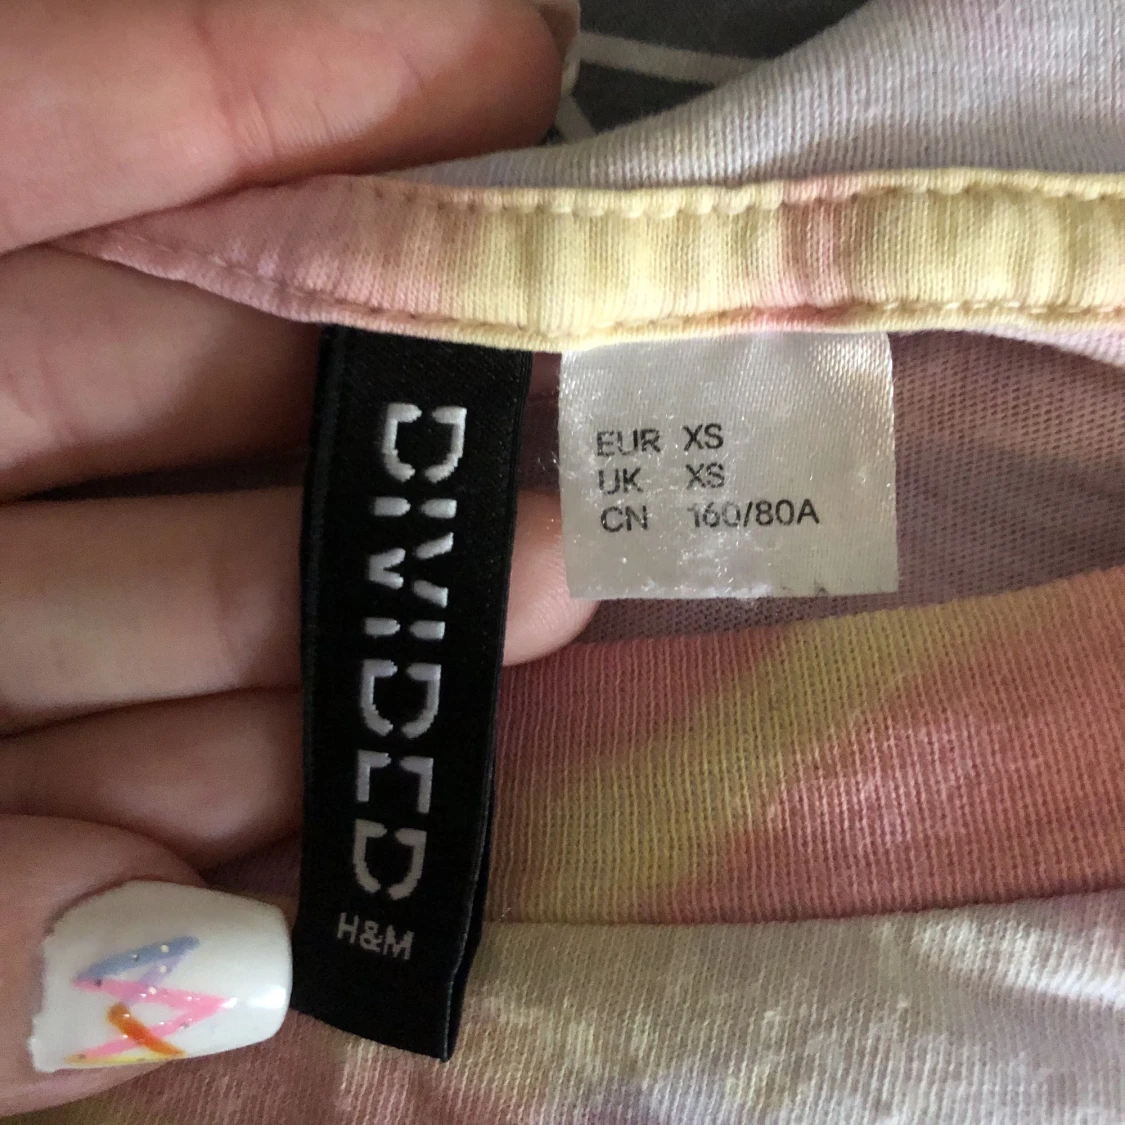 DIVIDED
H&M
EUR XS
UK XS
CN 160/80A